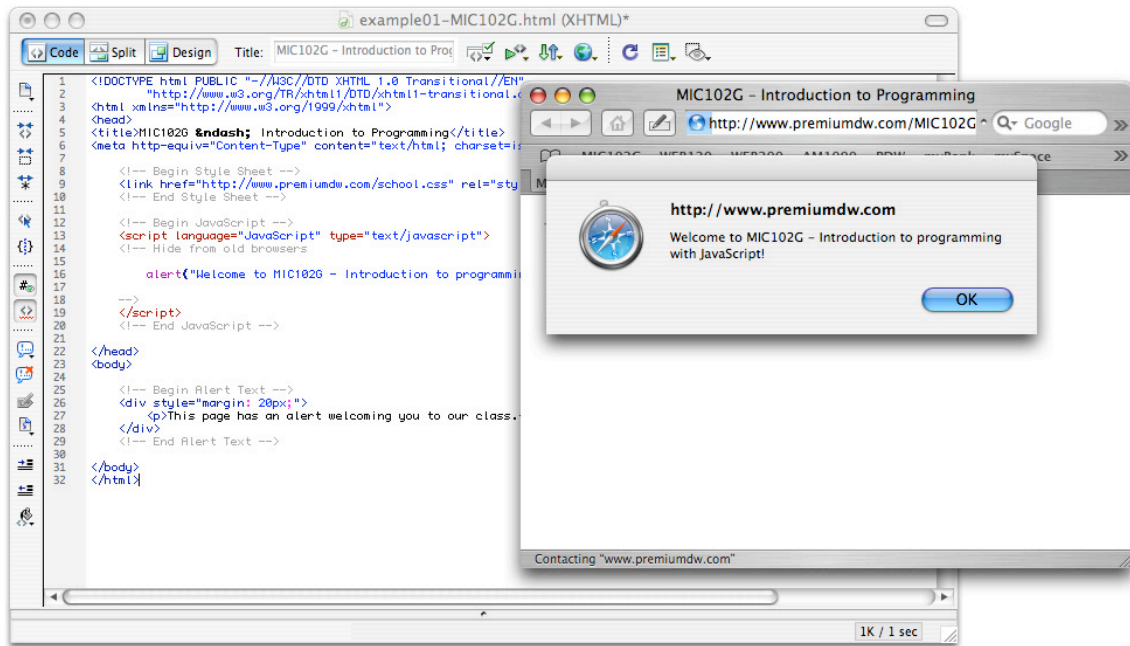 example01-MIC102G.html (XHTML)*
Code Split Design Title: MIC102G – Introduction to Prog
1 <!DOCTYPE html PUBLIC "-//W3C//DTD XHTML 1.0 Transitional//EN"
2 "http://www.w3.org/TR/xhtml1/DTD/xhtml1-transitional.
3 <html xmlns="http://www.w3.org/1999/xhtml">
4 <head>
5 <title>MIC102G &ndash; Introduction to Programming</title>
6 <meta http-equiv="Content-Type" content="text/html; charset=is
7
8 <!-- Begin Style Sheet -->
9 <link href="http://www.premiumdw.com/school.css" rel="sty
10 <!-- End Style Sheet -->
11
12 <!-- Begin JavaScript -->
13 <script language="JavaScript" type="text/javascript">
14 <!-- Hide from old browsers
15
16 alert("Welcome to MIC102G - Introduction to programmi
17
18 -->
19 </script>
20 <!-- End JavaScript -->
21
22 </head>
23 <body>
24
25 <!-- Begin Alert Text -->
26 <div style="margin: 20px;">
27 <p>This page has an alert welcoming you to our class.
28 </div>
29 <!-- End Alert Text -->
30
31 </body>
32 </html>
1K / 1 sec
MIC102G – Introduction to Programming
http://www.premiumdw.com/MIC102G Google
http://www.premiumdw.com
Welcome to MIC102G – Introduction to programming
with JavaScript!
OK
Contacting "www.premiumdw.com"